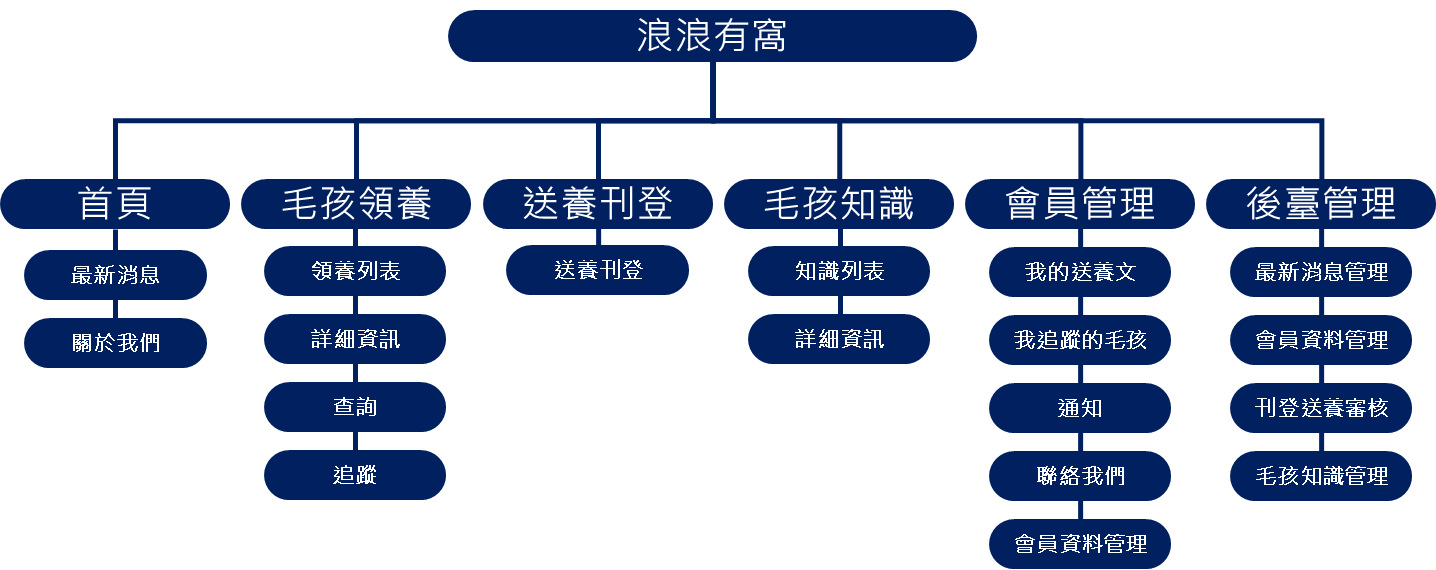 浪浪有窩
首頁
最新消息
關於我們
毛孩領養
領養列表
詳細資訊
查詢
追蹤
送養刊登
送養刊登
毛孩知識
知識列表
詳細資訊
會員管理
我的送養文
我追蹤的毛孩
通知
聯絡我們
會員資料管理
後臺管理
最新消息管理
會員資料管理
刊登送養審核
毛孩知識管理